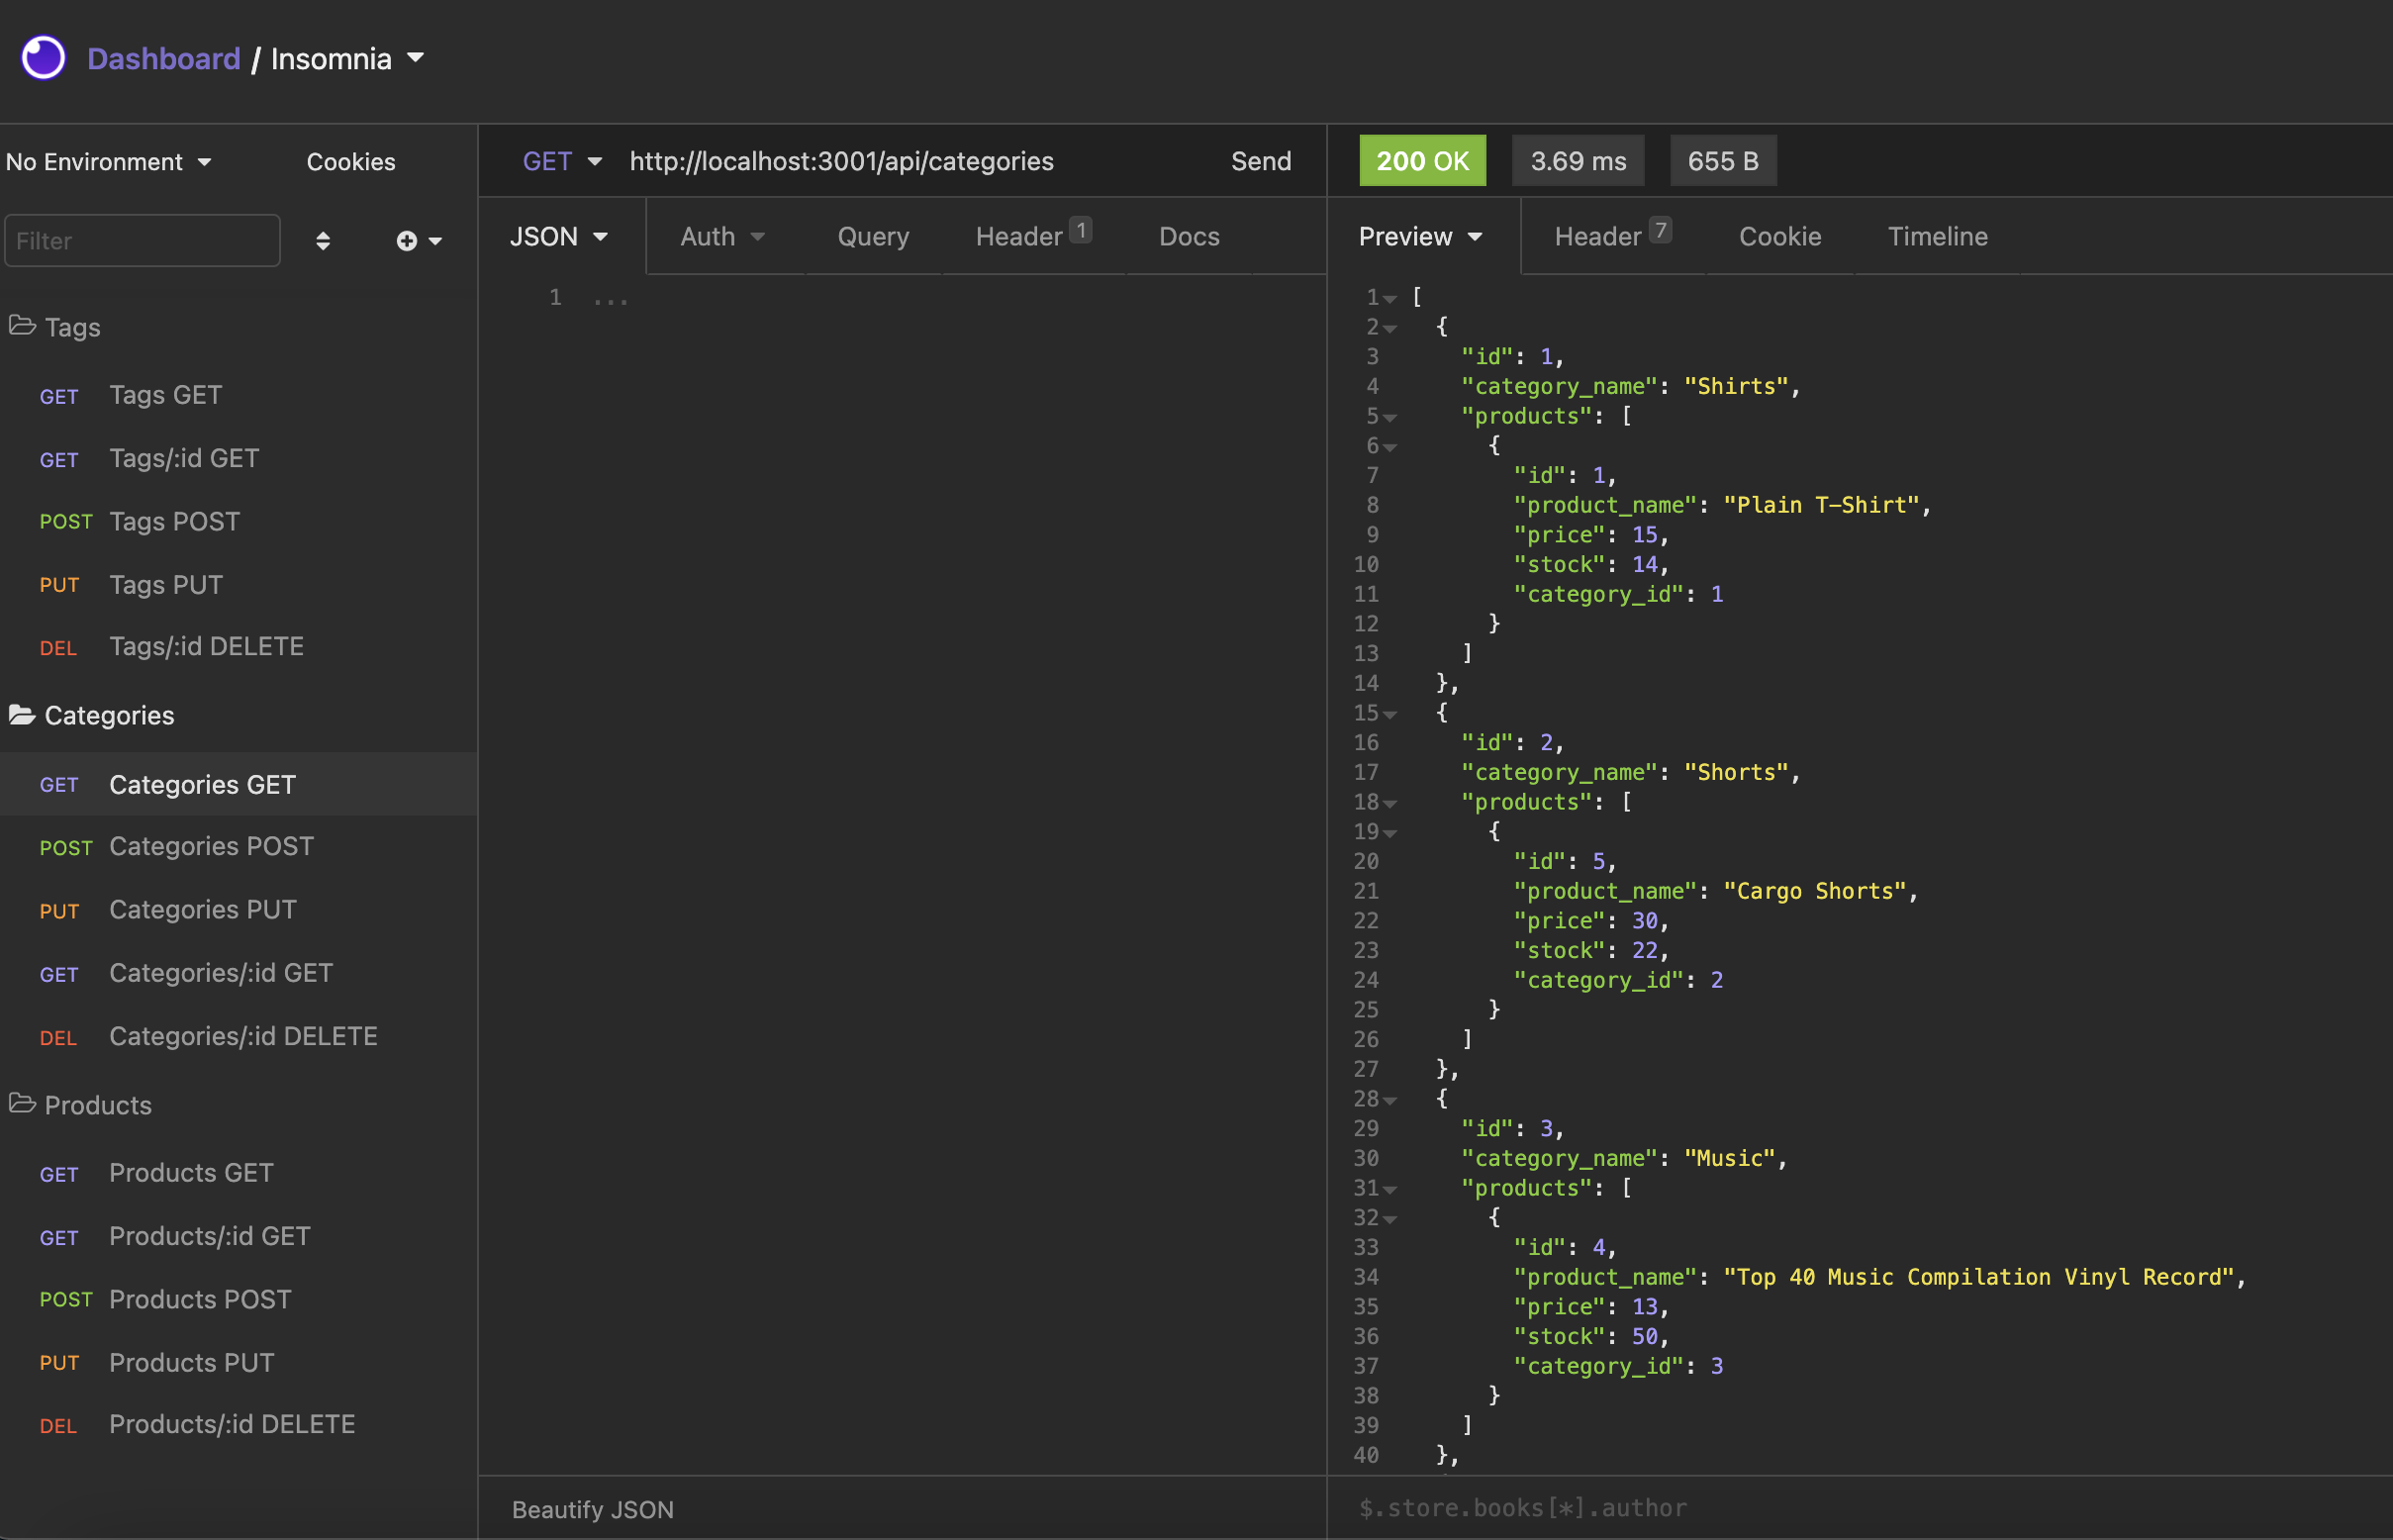 Dashboard / Insomnia
No Environment
Cookies
Filter
Tags
GET Tags GET
GET Tags/:id GET
POST Tags POST
PUT Tags PUT
DEL Tags/:id DELETE
Categories
GET Categories GET
POST Categories POST
PUT Categories PUT
GET Categories/:id GET
DEL Categories/:id DELETE
Products
GET Products GET
GET Products/:id GET
POST Products POST
PUT Products PUT
DEL Products/:id DELETE
GET http://localhost:3001/api/categories Send
JSON Auth Query Header 1 Docs
1 ...
Beautify JSON
200 OK 3.69 ms 655 B
Preview Header 7 Cookie Timeline
1 [
2 {
3 "id": 1,
4 "category_name": "Shirts",
5 "products": [
6 {
7 "id": 1,
8 "product_name": "Plain T-Shirt",
9 "price": 15,
10 "stock": 14,
11 "category_id": 1
12 }
13 ]
14 },
15 {
16 "id": 2,
17 "category_name": "Shorts",
18 "products": [
19 {
20 "id": 5,
21 "product_name": "Cargo Shorts",
22 "price": 30,
23 "stock": 22,
24 "category_id": 2
25 }
26 ]
27 },
28 {
29 "id": 3,
30 "category_name": "Music",
31 "products": [
32 {
33 "id": 4,
34 "product_name": "Top 40 Music Compilation Vinyl Record",
35 "price": 13,
36 "stock": 50,
37 "category_id": 3
38 }
39 ]
40 },
$.store.books[*].author